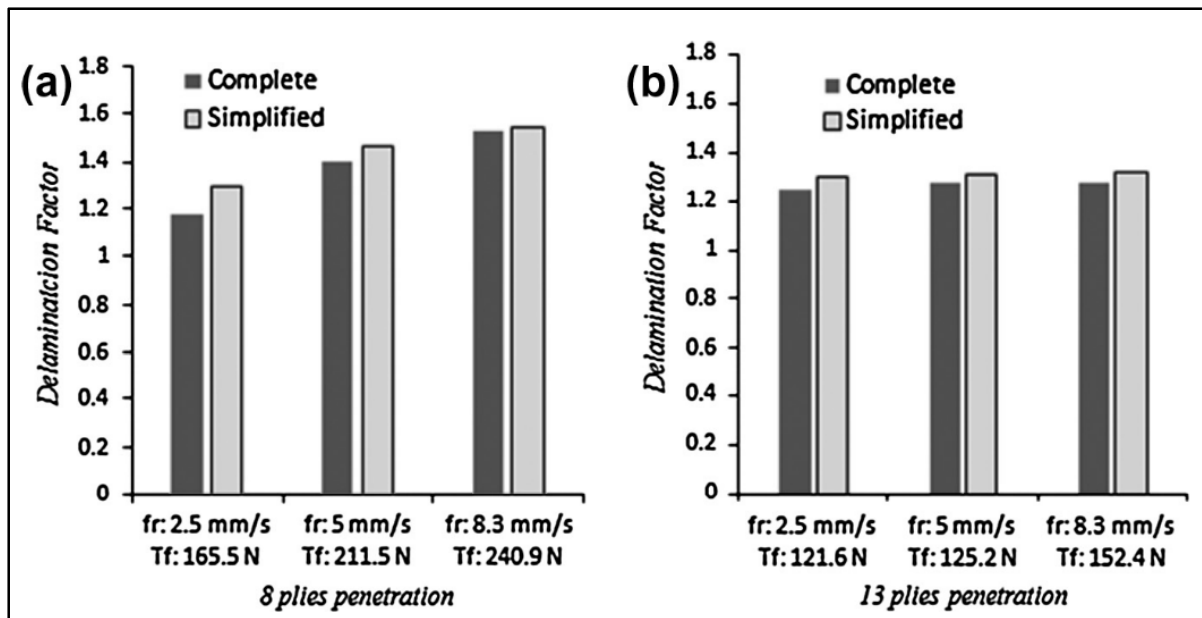 (a)
Complete
Simplified
Delaminatcion Factor
1.8
1.6
1.4
1.2
1
0.8
0.6
0.4
0.2
0
fr: 2.5 mm/s
Tf: 165.5 N
fr: 5 mm/s
Tf: 211.5 N
fr: 8.3 mm/s
Tf: 240.9 N
8 plies penetration
(b)
Complete
Simplified
Delamination Factor
1.8
1.6
1.4
1.2
1
0.8
0.6
0.4
0.2
0
fr: 2.5 mm/s
Tf: 121.6 N
fr: 5 mm/s
Tf: 125.2 N
fr: 8.3 mm/s
Tf: 152.4 N
13 plies penetration